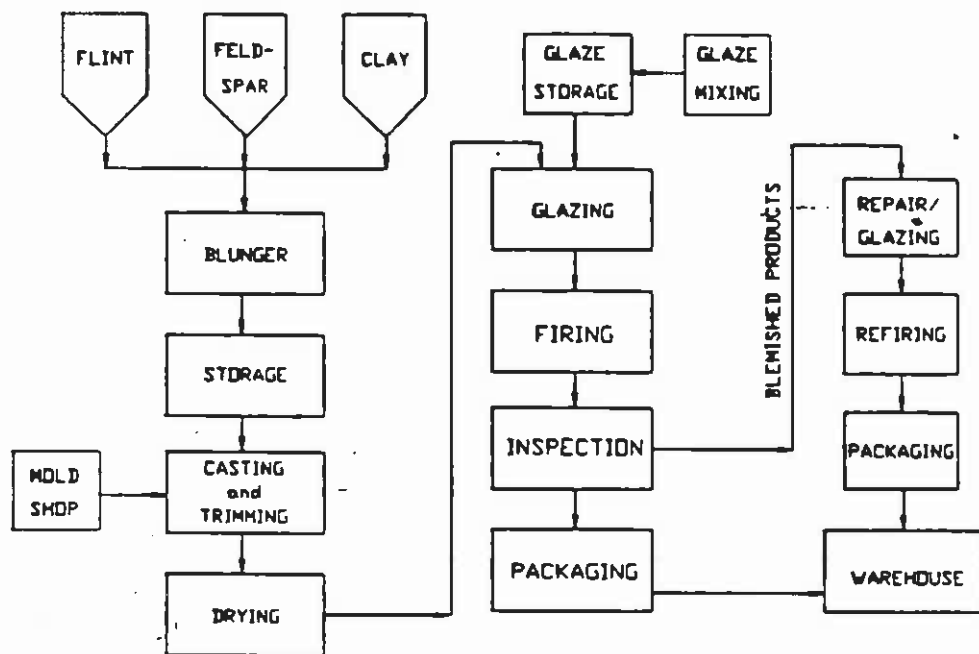 FLINT
FELD-
SPAR
CLAY
GLAZE
STORAGE
GLAZE
MIXING
BLUNGER
GLAZING
REPAIR/
GLAZING
BLEMISHED PRODUCTS
STORAGE
FIRING
REFIRING
MOLD
SHOP
CASTING
and
TRIMMING
INSPECTION
PACKAGING
DRYING
PACKAGING
WAREHOUSE